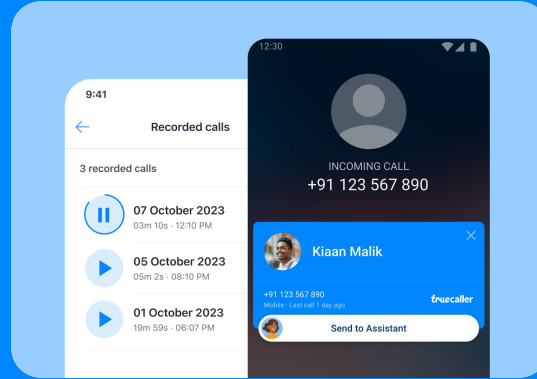 9:41
Recorded calls
3 recorded calls
07 October 2023
03m 10s · 12:10 PM
05 October 2023
05m 2s · 08:10 PM
01 October 2023
19m 59s · 06:07 PM
12:30
INCOMING CALL
+91 123 567 890
Kiaan Malik
+91 123 567 890
Mobile · Last call 1 day ago
truecaller
Send to Assistant